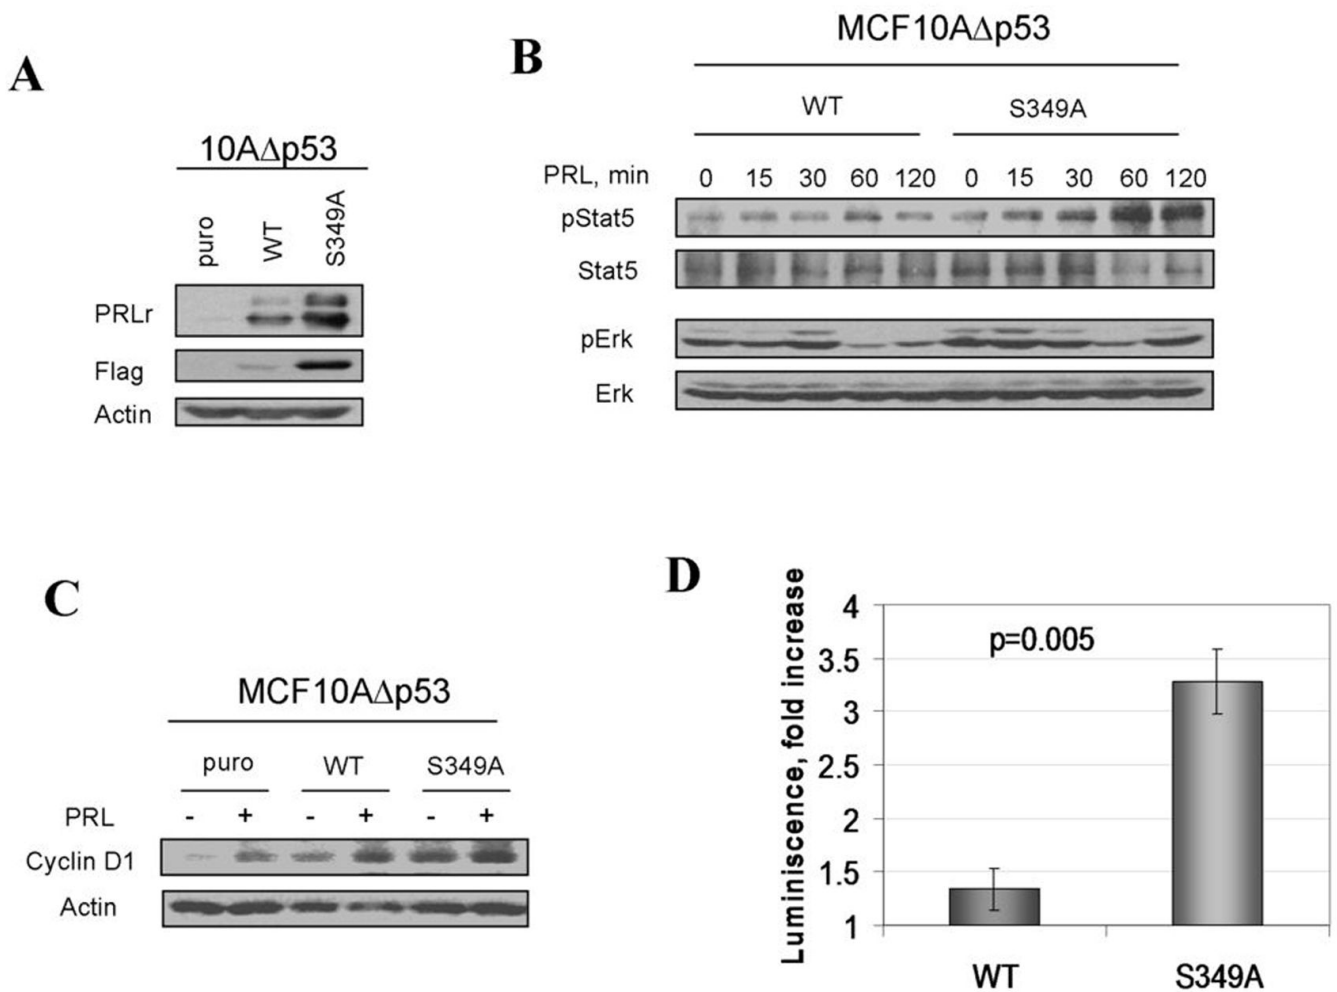 A
10AΔp53
puro WT S349A
PRLr
Flag
Actin
B
MCF10AΔp53
WT S349A
PRL, min 0 15 30 60 120 0 15 30 60 120
pStat5
Stat5
pErk
Erk
C
MCF10AΔp53
puro WT S349A
PRL - + - + - +
Cyclin D1
Actin
D
Luminiscence, fold increase
p=0.005
4
3.5
3
2.5
2
1.5
1
WT S349A